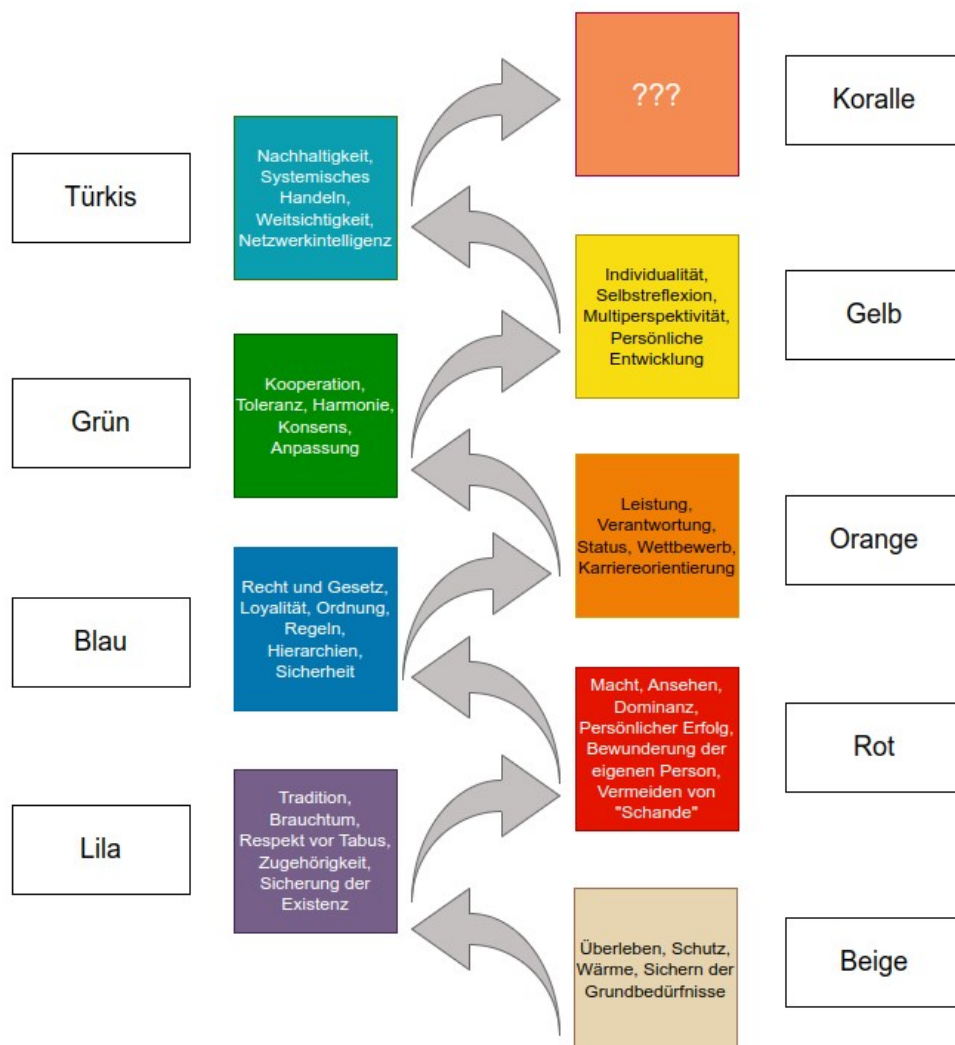 ???
Koralle
Türkis
Nachhaltigkeit,
Systemisches
Handeln,
Weitsichtigkeit,
Netzwerkintelligenz
Individualität,
Selbstreflexion,
Multiperspektivität,
Persönliche
Entwicklung
Gelb
Grün
Kooperation,
Toleranz, Harmonie,
Konsens,
Anpassung
Leistung,
Verantwortung,
Status, Wettbewerb,
Karriereorientierung
Orange
Blau
Recht und Gesetz,
Loyalität, Ordnung,
Regeln,
Hierarchien,
Sicherheit
Macht, Ansehen,
Dominanz,
Persönlicher Erfolg,
Bewunderung der
eigenen Person,
Vermeiden von
"Schande"
Rot
Lila
Tradition,
Brauchtum,
Respekt vor Tabus,
Zugehörigkeit,
Sicherung der
Existenz
Überleben, Schutz,
Wärme, Sichern der
Grundbedürfnisse
Beige